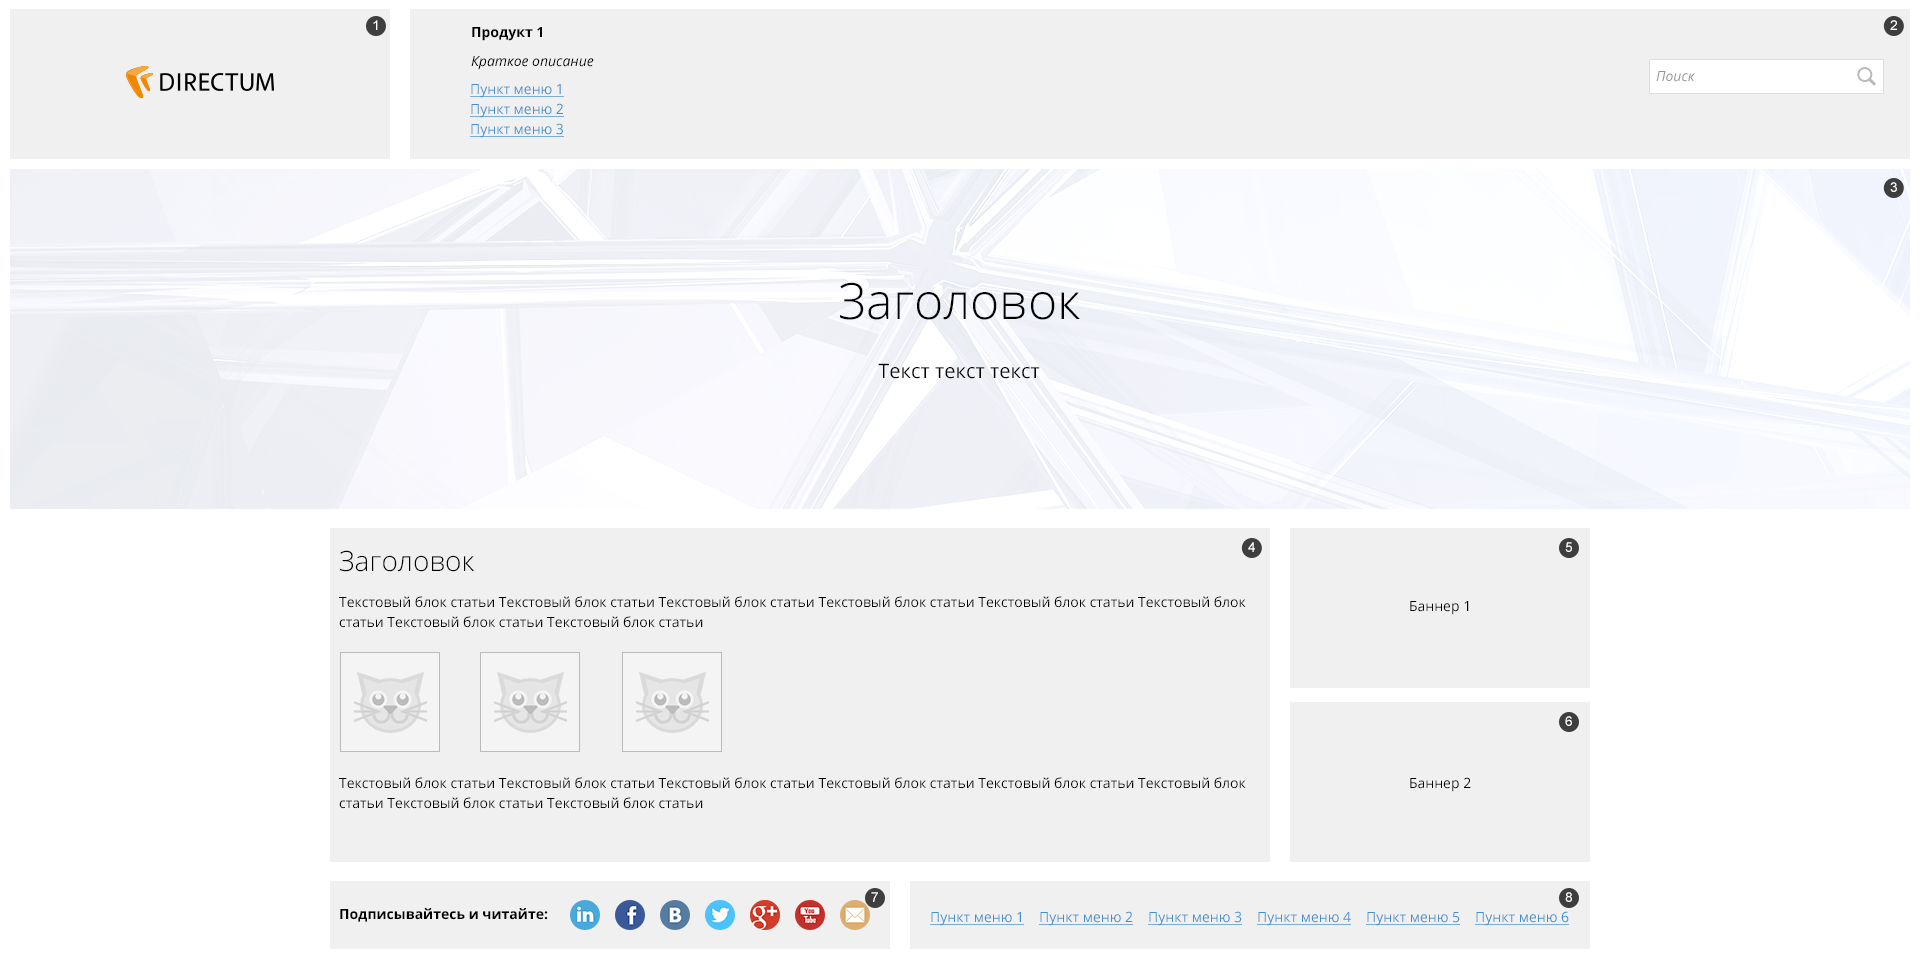 1
DIRECTUM
2
Продукт 1
Краткое описание
Пункт меню 1
Пункт меню 2
Пункт меню 3
Поиск
3
Заголовок
Текст текст текст
4
Заголовок
Текстовый блок статьи Текстовый блок статьи Текстовый блок статьи Текстовый блок статьи Текстовый блок статьи Текстовый блок
статьи Текстовый блок статьи Текстовый блок статьи
Текстовый блок статьи Текстовый блок статьи Текстовый блок статьи Текстовый блок статьи Текстовый блок статьи Текстовый блок
статьи Текстовый блок статьи Текстовый блок статьи
5
Баннер 1
6
Баннер 2
7
Подписывайтесь и читайте: in f B g+ You Tube
8
Пункт меню 1 Пункт меню 2 Пункт меню 3 Пункт меню 4 Пункт меню 5 Пункт меню 6